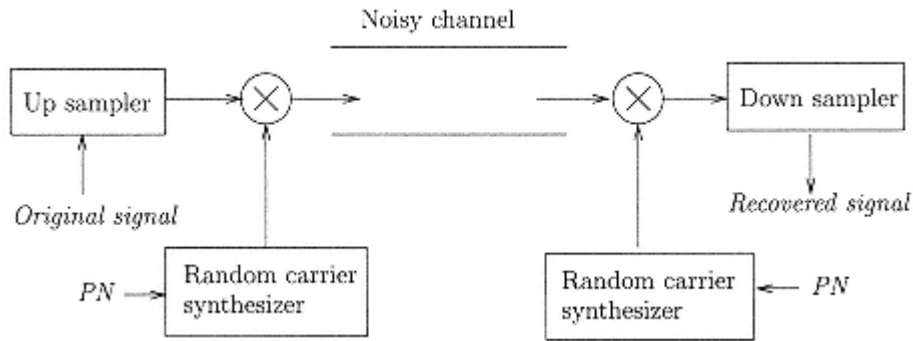 Noisy channel
Up sampler
Down sampler
Original signal
Recovered signal
PN
Random carrier
synthesizer
Random carrier
synthesizer
PN